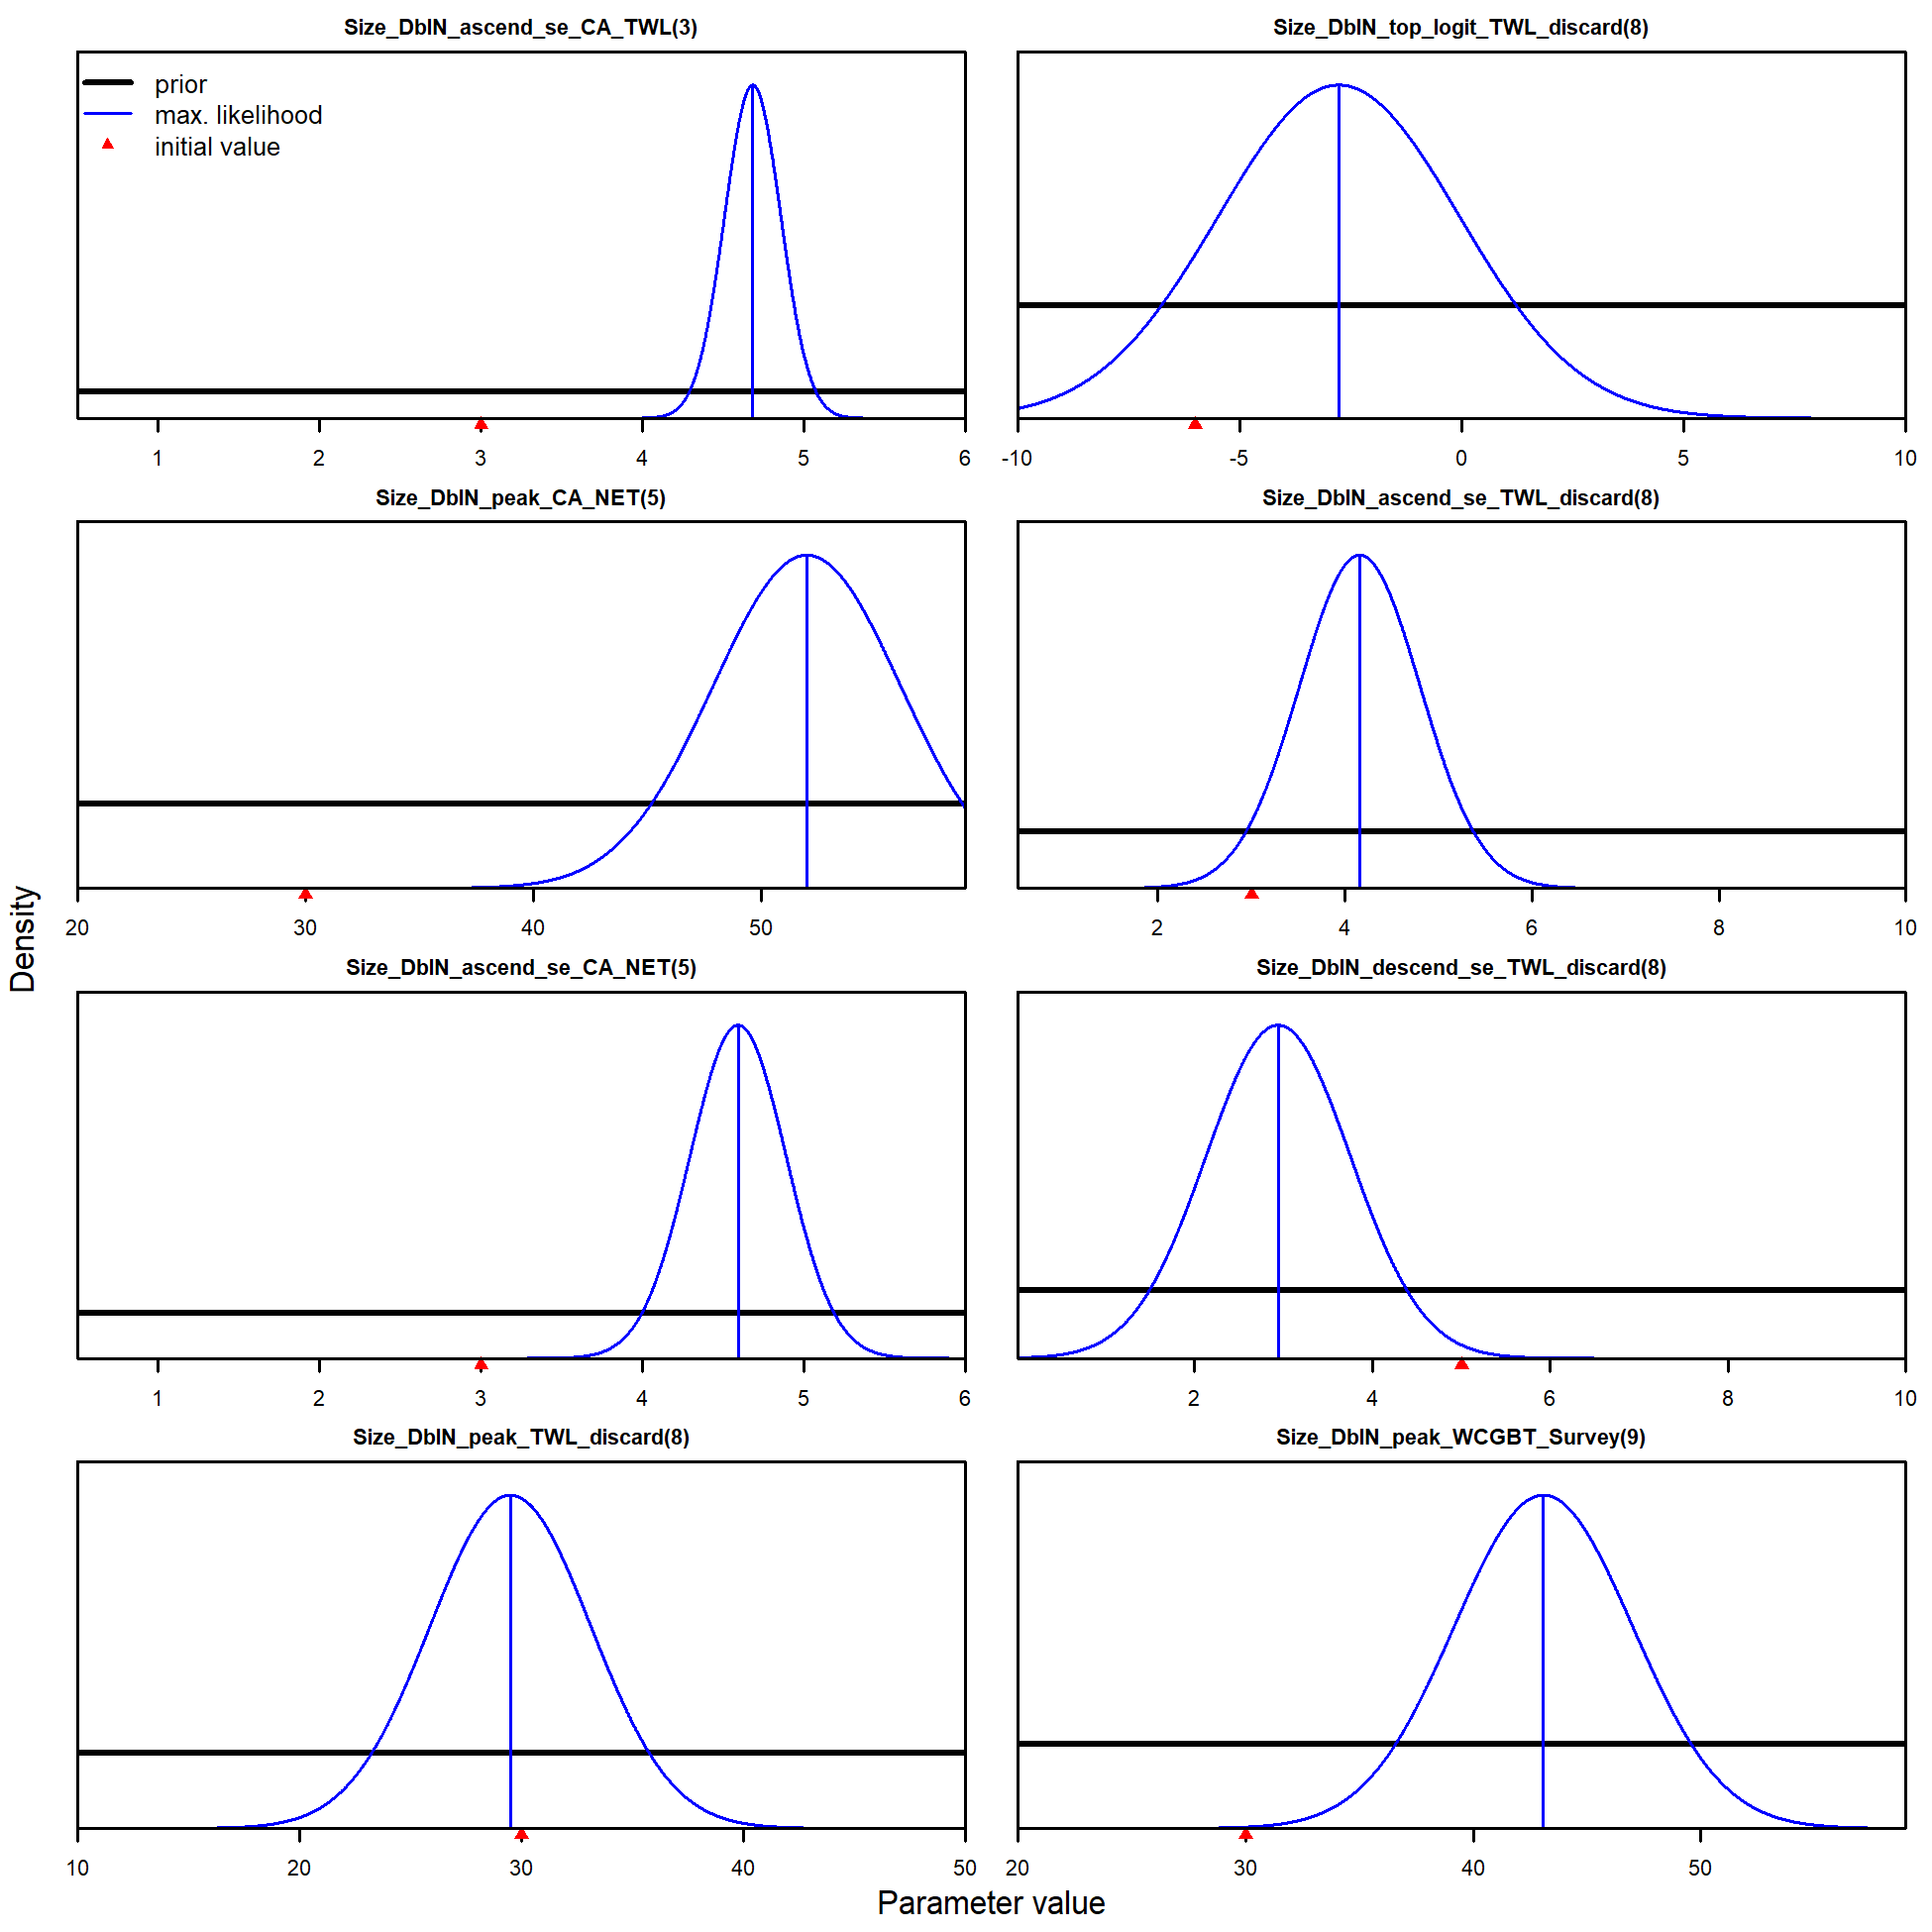 Size_DblN_ascend_se_CA_TWL(3)
prior
max. likelihood
initial value
1 2 3 4 5 6
Size_DblN_top_logit_TWL_discard(8)
-10 -5 0 5 10
Size_DblN_peak_CA_NET(5)
20 30 40 50
Size_DblN_ascend_se_TWL_discard(8)
2 4 6 8 10
Density
Size_DblN_ascend_se_CA_NET(5)
1 2 3 4 5 6
Size_DblN_descend_se_TWL_discard(8)
2 4 6 8 10
Size_DblN_peak_TWL_discard(8)
10 20 30 40 50
Size_DblN_peak_WCGBT_Survey(9)
20 30 40 50
Parameter value